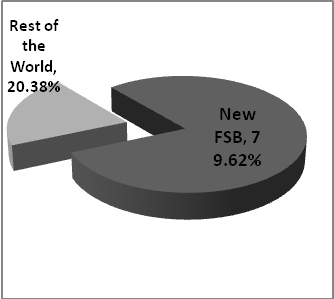 Rest of
the
World,
20.38%
New
FSB, 7
9.62%